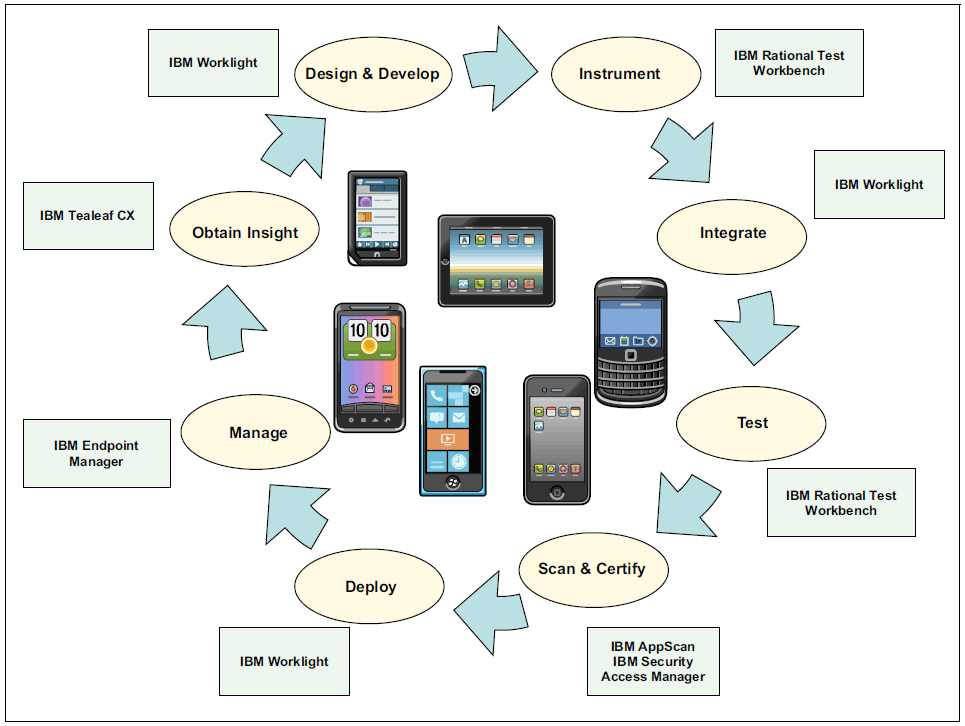 IBM Worklight
Design & Develop
Instrument
IBM Rational Test
Workbench
IBM Worklight
Integrate
Test
IBM Rational Test
Workbench
Scan & Certify
IBM AppScan
IBM Security
Access Manager
Deploy
IBM Worklight
Manage
IBM Endpoint
Manager
Obtain Insight
IBM Tealeaf CX
10 10